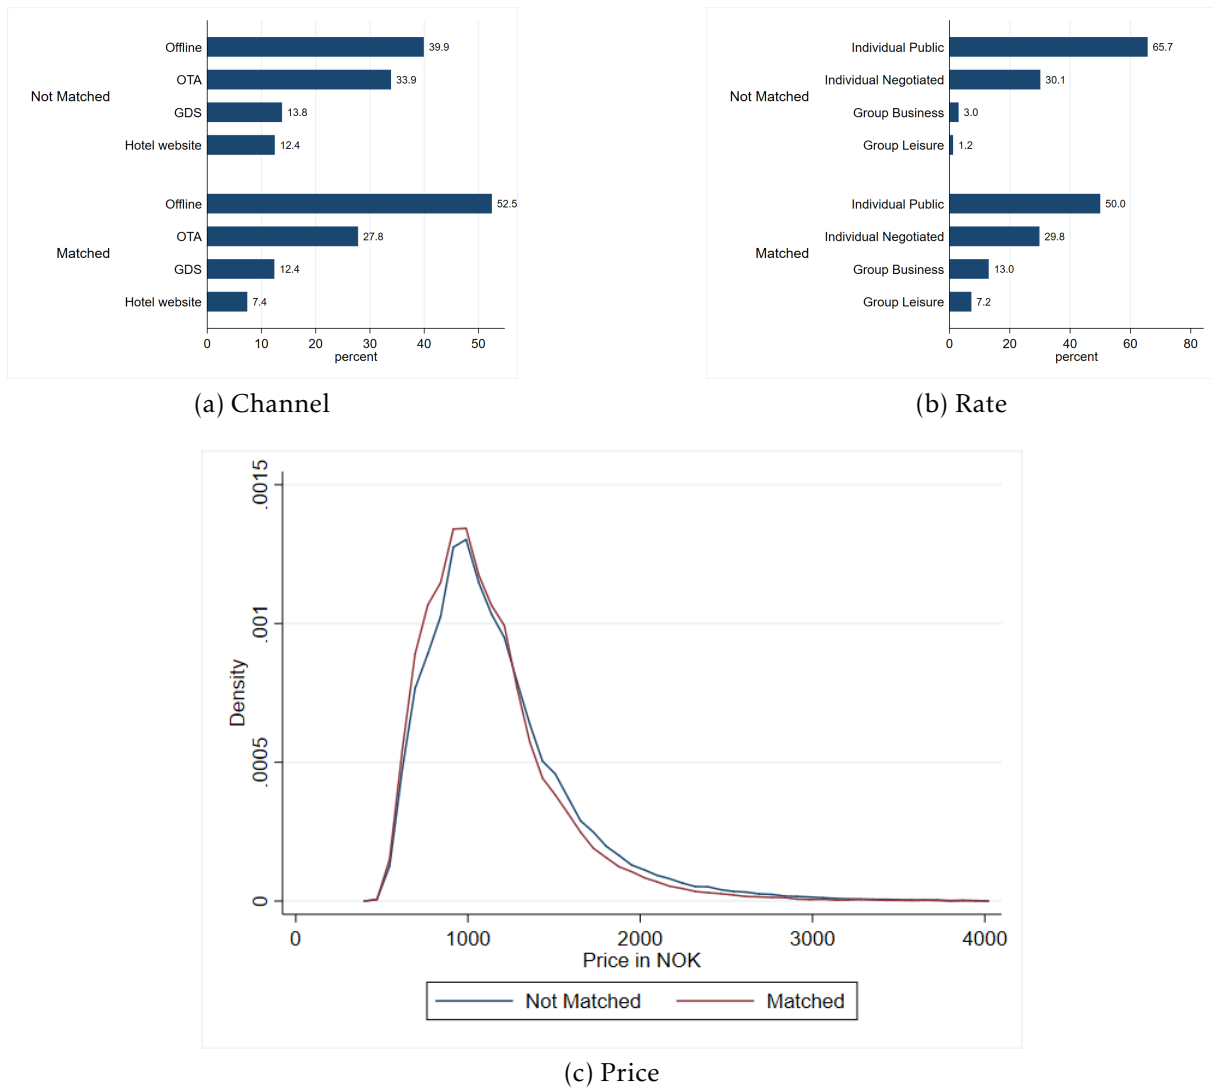 Not Matched
Offline 39.9
OTA 33.9
GDS 13.8
Hotel website 12.4
Matched
Offline 52.5
OTA 27.8
GDS 12.4
Hotel website 7.4
0 10 20 30 40 50
percent
(a) Channel
Not Matched
Individual Public 65.7
Individual Negotiated 30.1
Group Business 3.0
Group Leisure 1.2
Matched
Individual Public 50.0
Individual Negotiated 29.8
Group Business 13.0
Group Leisure 7.2
0 20 40 60 80
percent
(b) Rate
.0015
.001
.0005
0
Density
0 1000 2000 3000 4000
Price in NOK
Not Matched Matched
(c) Price